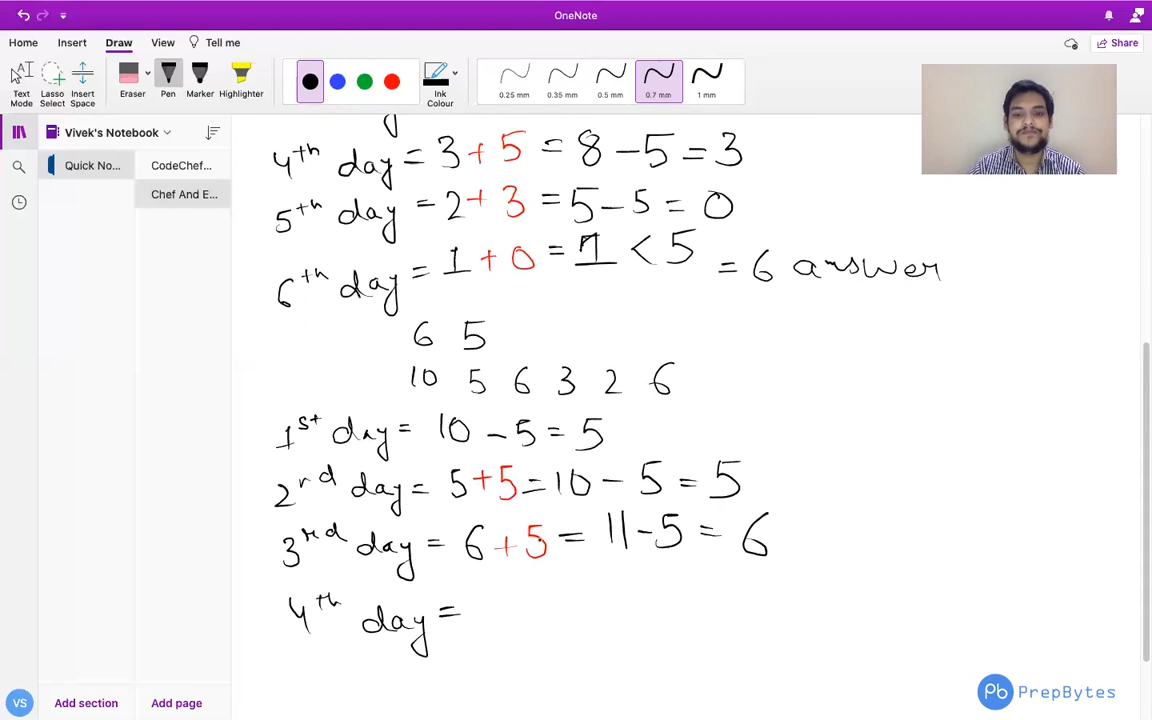 OneNote
Home Insert Draw View Tell me
Share
Text Mode
Lasso Select
Insert Space
Eraser
Pen
Marker
Highlighter
Ink Colour
0.25 mm 0.35 mm 0.5 mm 0.7 mm 1 mm
Vivek's Notebook
Quick No...
CodeChef...
Chef And E...
4th day = 3 + 5 = 8 - 5 = 3
5th day = 2 + 3 = 5 - 5 = 0
6th day = 1 + 0 = 1 < 5 = 6 answer
6 5
10 5 6 3 2 6
1st day = 10 - 5 = 5
2rd day = 5 + 5 = 10 - 5 = 5
3rd day = 6 + 5 = 11 - 5 = 6
4th day =
VS
Add section
Add page
Pb PrepBytes